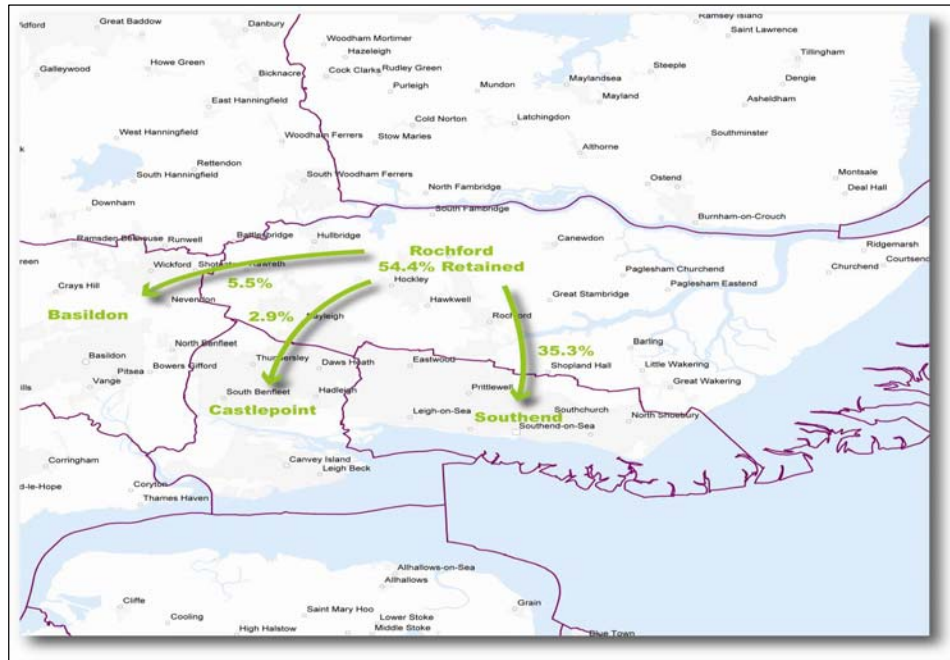 Ramsey Island
Great Baddow
Danbury
Saint Lawrence
Woodham Mortimer
Hazeleigh
Tillingham
Howe Green
Steeple
Galleywood
Bicknacre
Cock Clarks
Rudley Green
Maylandsea
Dengie
Purleigh
Mundon
Mayland
East Hanningfield
Asheldham
Cold Norton
Latchingdon
West Hanningfield
Woodham Ferrers
Stow Maries
Southminster
Althorne
Rettendon
South Hanningfield
South Woodham Ferrers
Ostend
Montsale
North Fambridge
Deal Hall
Downham
South Fambridge
Burnham-on-Crouch
Battlesbridge
Hullbridge
Ramsden Bellhouse
Runwell
Canewdon
Ridgemarsh
Rochford
54.4% Retained
Courtsend
Wickford
Churchend
Paglesham Churchend
Hockley
5.5%
Crays Hill
Paglesham Eastend
Nevendon
Hawkwell
Great Stambridge
Basildon
2.9%
Rayleigh
Rochford
North Benfleet
Barling
35.3%
Basildon
Thundersley
Daws Heath
Eastwood
Shopland Hall
Little Wakering
Pitsea
Bowers Gifford
Vange
Great Wakering
South Benfleet
Hadleigh
Prittlewell
Castlepoint
Leigh-on-Sea
Southend
Southchurch
North Shoebury
Southend-on-Sea
Corringham
Canvey Island
Leigh Beck
d-le-Hope
Coryton
Thames Haven
Allhallows-on-Sea
Allhallows
Cliffe
Saint Mary Hoo
Grain
Cooling
Lower Stoke
High Halstow
Middle Stoke
Blue Town